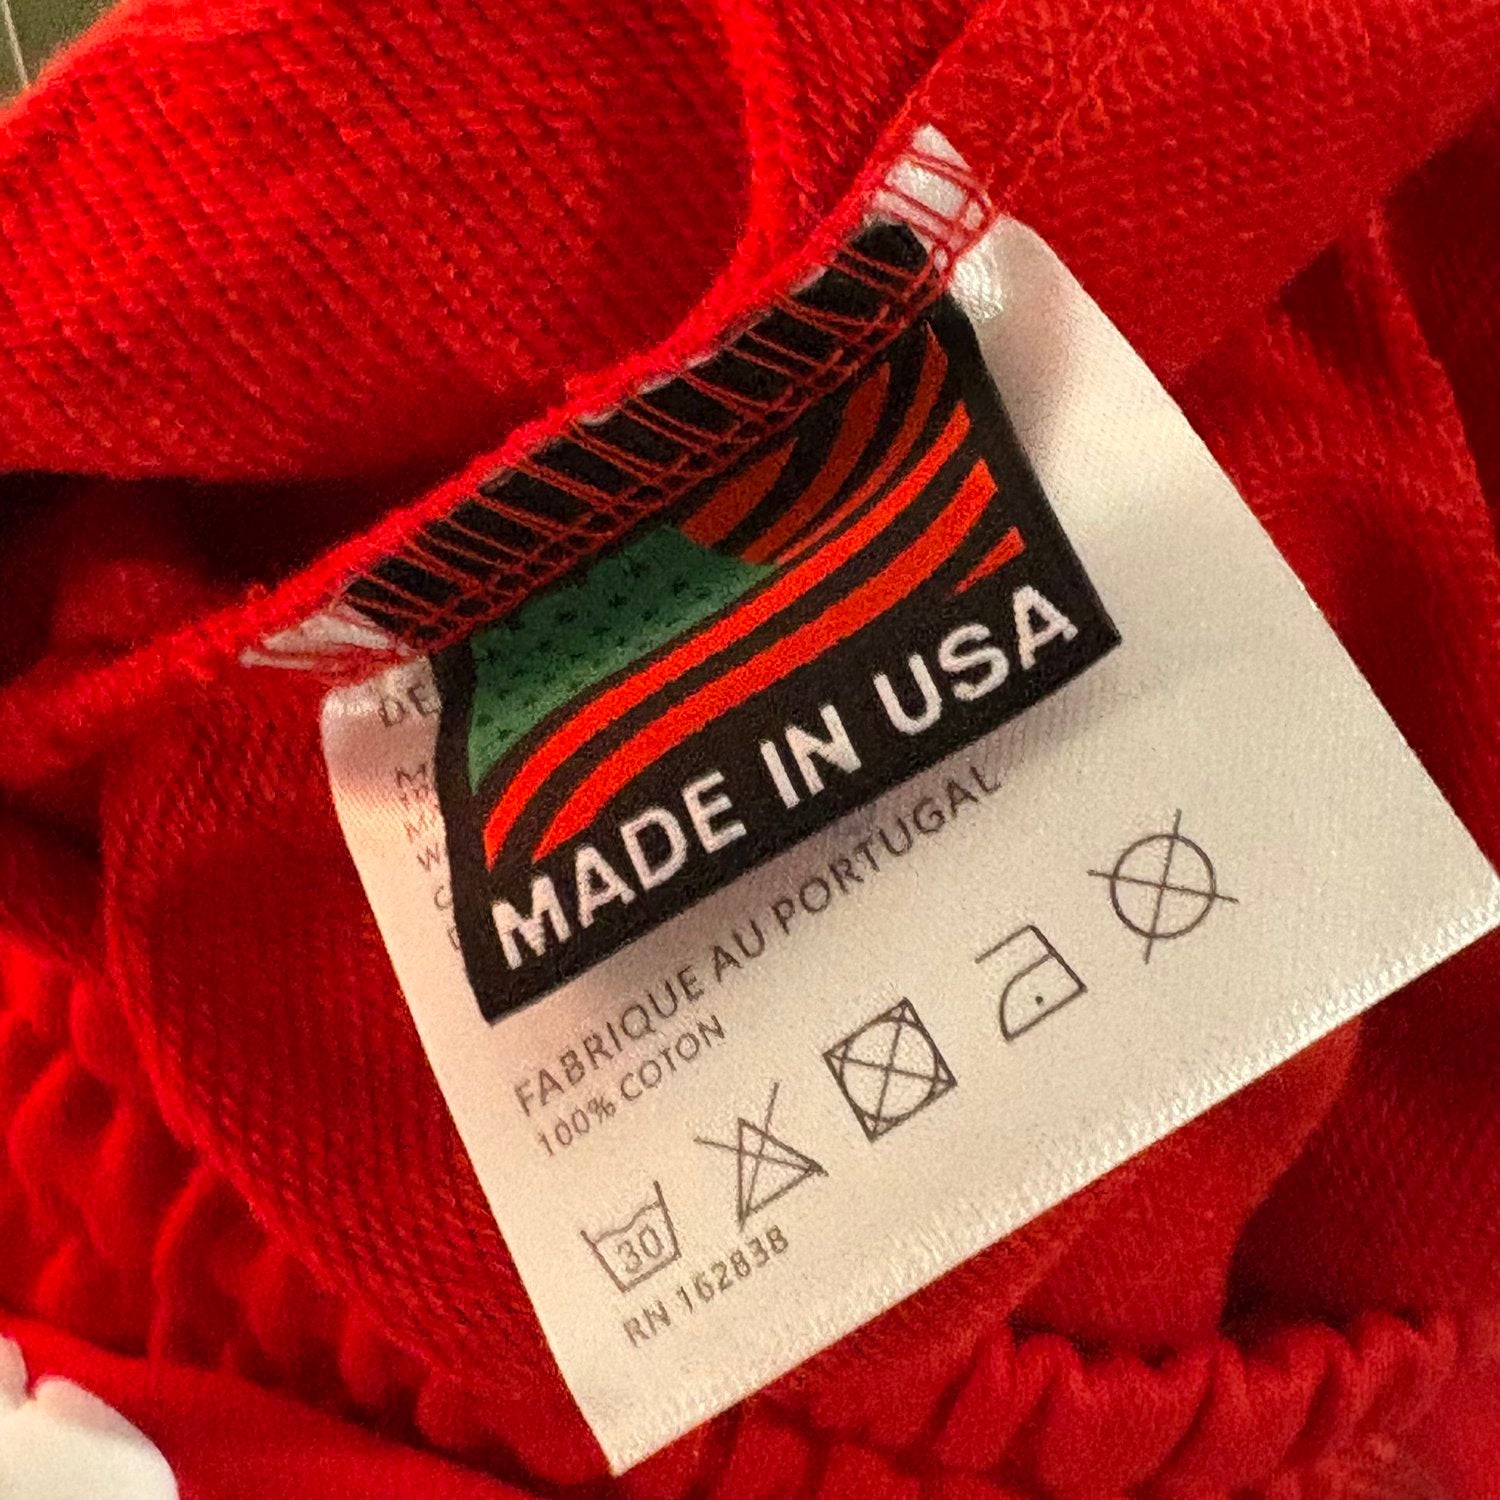 MADE IN USA
FABRIQUE AU PORTUGAL
100% COTON
30
RN 162838